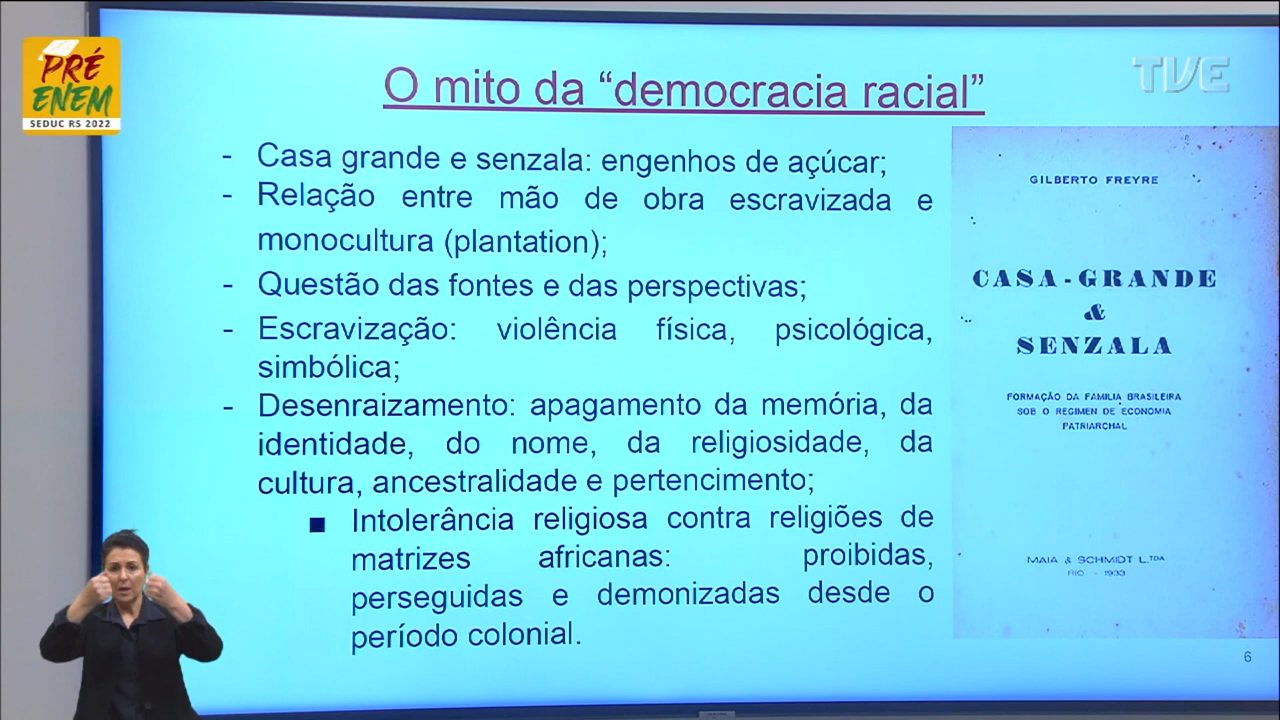 PRÉ
ENEM
SEDUC RS 2022
TVE
O mito da “democracia racial”
- Casa grande e senzala: engenhos de açúcar;
- Relação entre mão de obra escravizada e
monocultura (plantation);
- Questão das fontes e das perspectivas;
- Escravização: violência física, psicológica,
simbólica;
- Desenraizamento: apagamento da memória, da
identidade, do nome, da religiosidade, da
cultura, ancestralidade e pertencimento;
■ Intolerância religiosa contra religiões de
matrizes africanas: proibidas,
perseguidas e demonizadas desde o
período colonial.
GILBERTO FREYRE
CASA-GRANDE
&
SENZALA
FORMAÇÃO DA FAMILIA BRASILEIRA
SOB O REGIMEN DE ECONOMIA
PATRIARCHAL
MAIA & SCHMIDT L.TDA
RIO - 1933
6